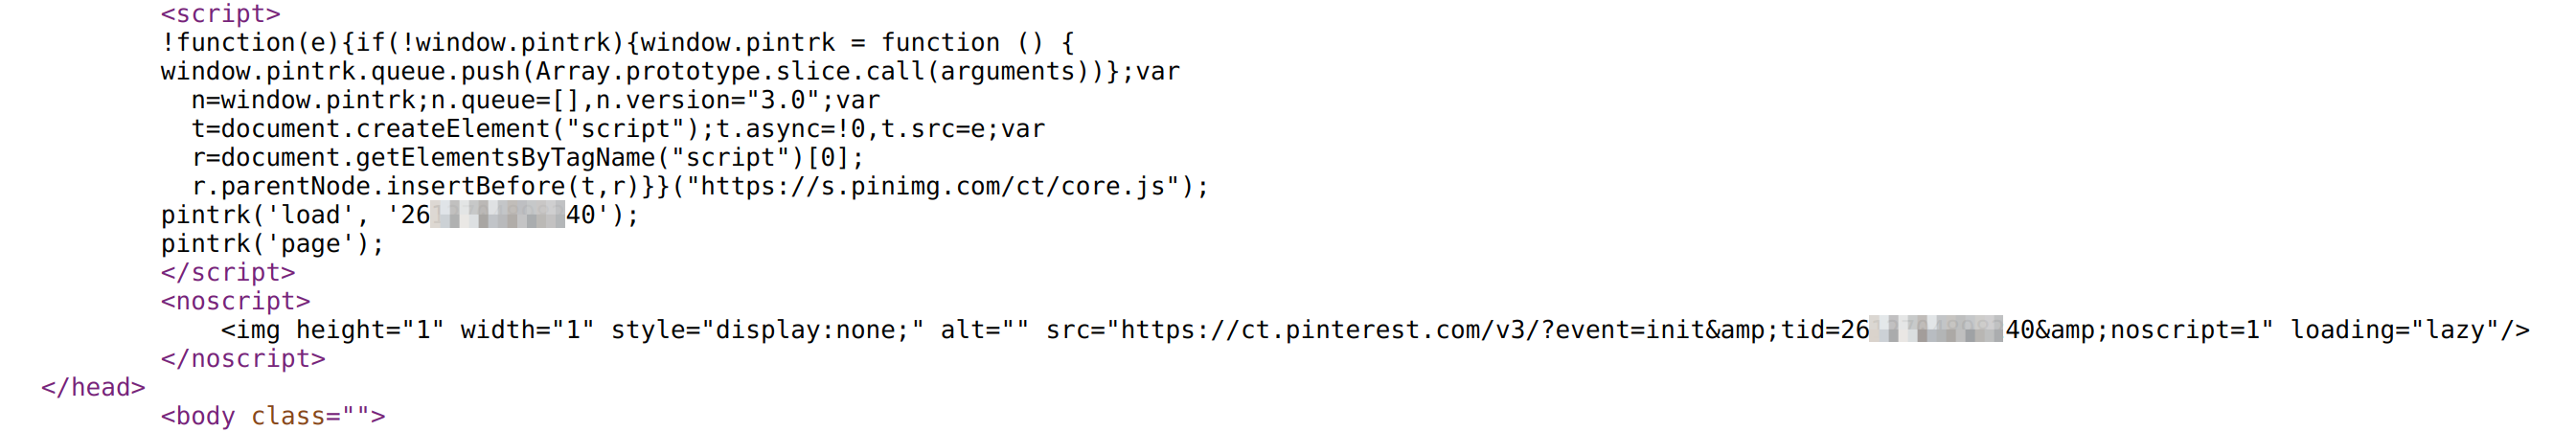 <script>
!function(e){if(!window.pintrk){window.pintrk = function () {
window.pintrk.queue.push(Array.prototype.slice.call(arguments))};var
n=window.pintrk;n.queue=[],n.version="3.0";var
t=document.createElement("script");t.async=!0,t.src=e;var
r=document.getElementsByTagName("script")[0];
r.parentNode.insertBefore(t,r)}}("https://s.pinimg.com/ct/core.js");
pintrk('load', '26 40');
pintrk('page');
</script>
<noscript>
<img height="1" width="1" style="display:none;" alt="" src="https://ct.pinterest.com/v3/?event=init&amp;tid=26 40&amp;noscript=1" loading="lazy"/>
</noscript>
</head>
<body class="">